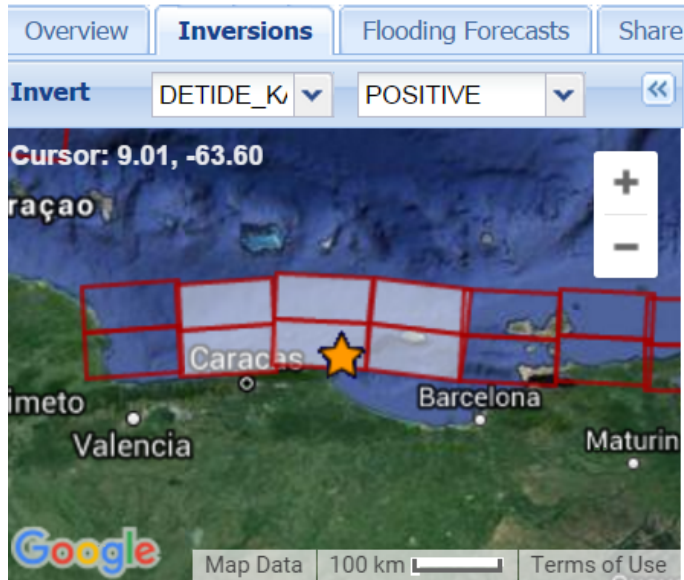 Overview Inversions Flooding Forecasts Share
Invert DETIDE_KA POSITIVE
Cursor: 9.01, -63.60
raçao
Caracas
imeto
Barcelona
Valencia
Maturin
Google Map Data 100 km Terms of Use